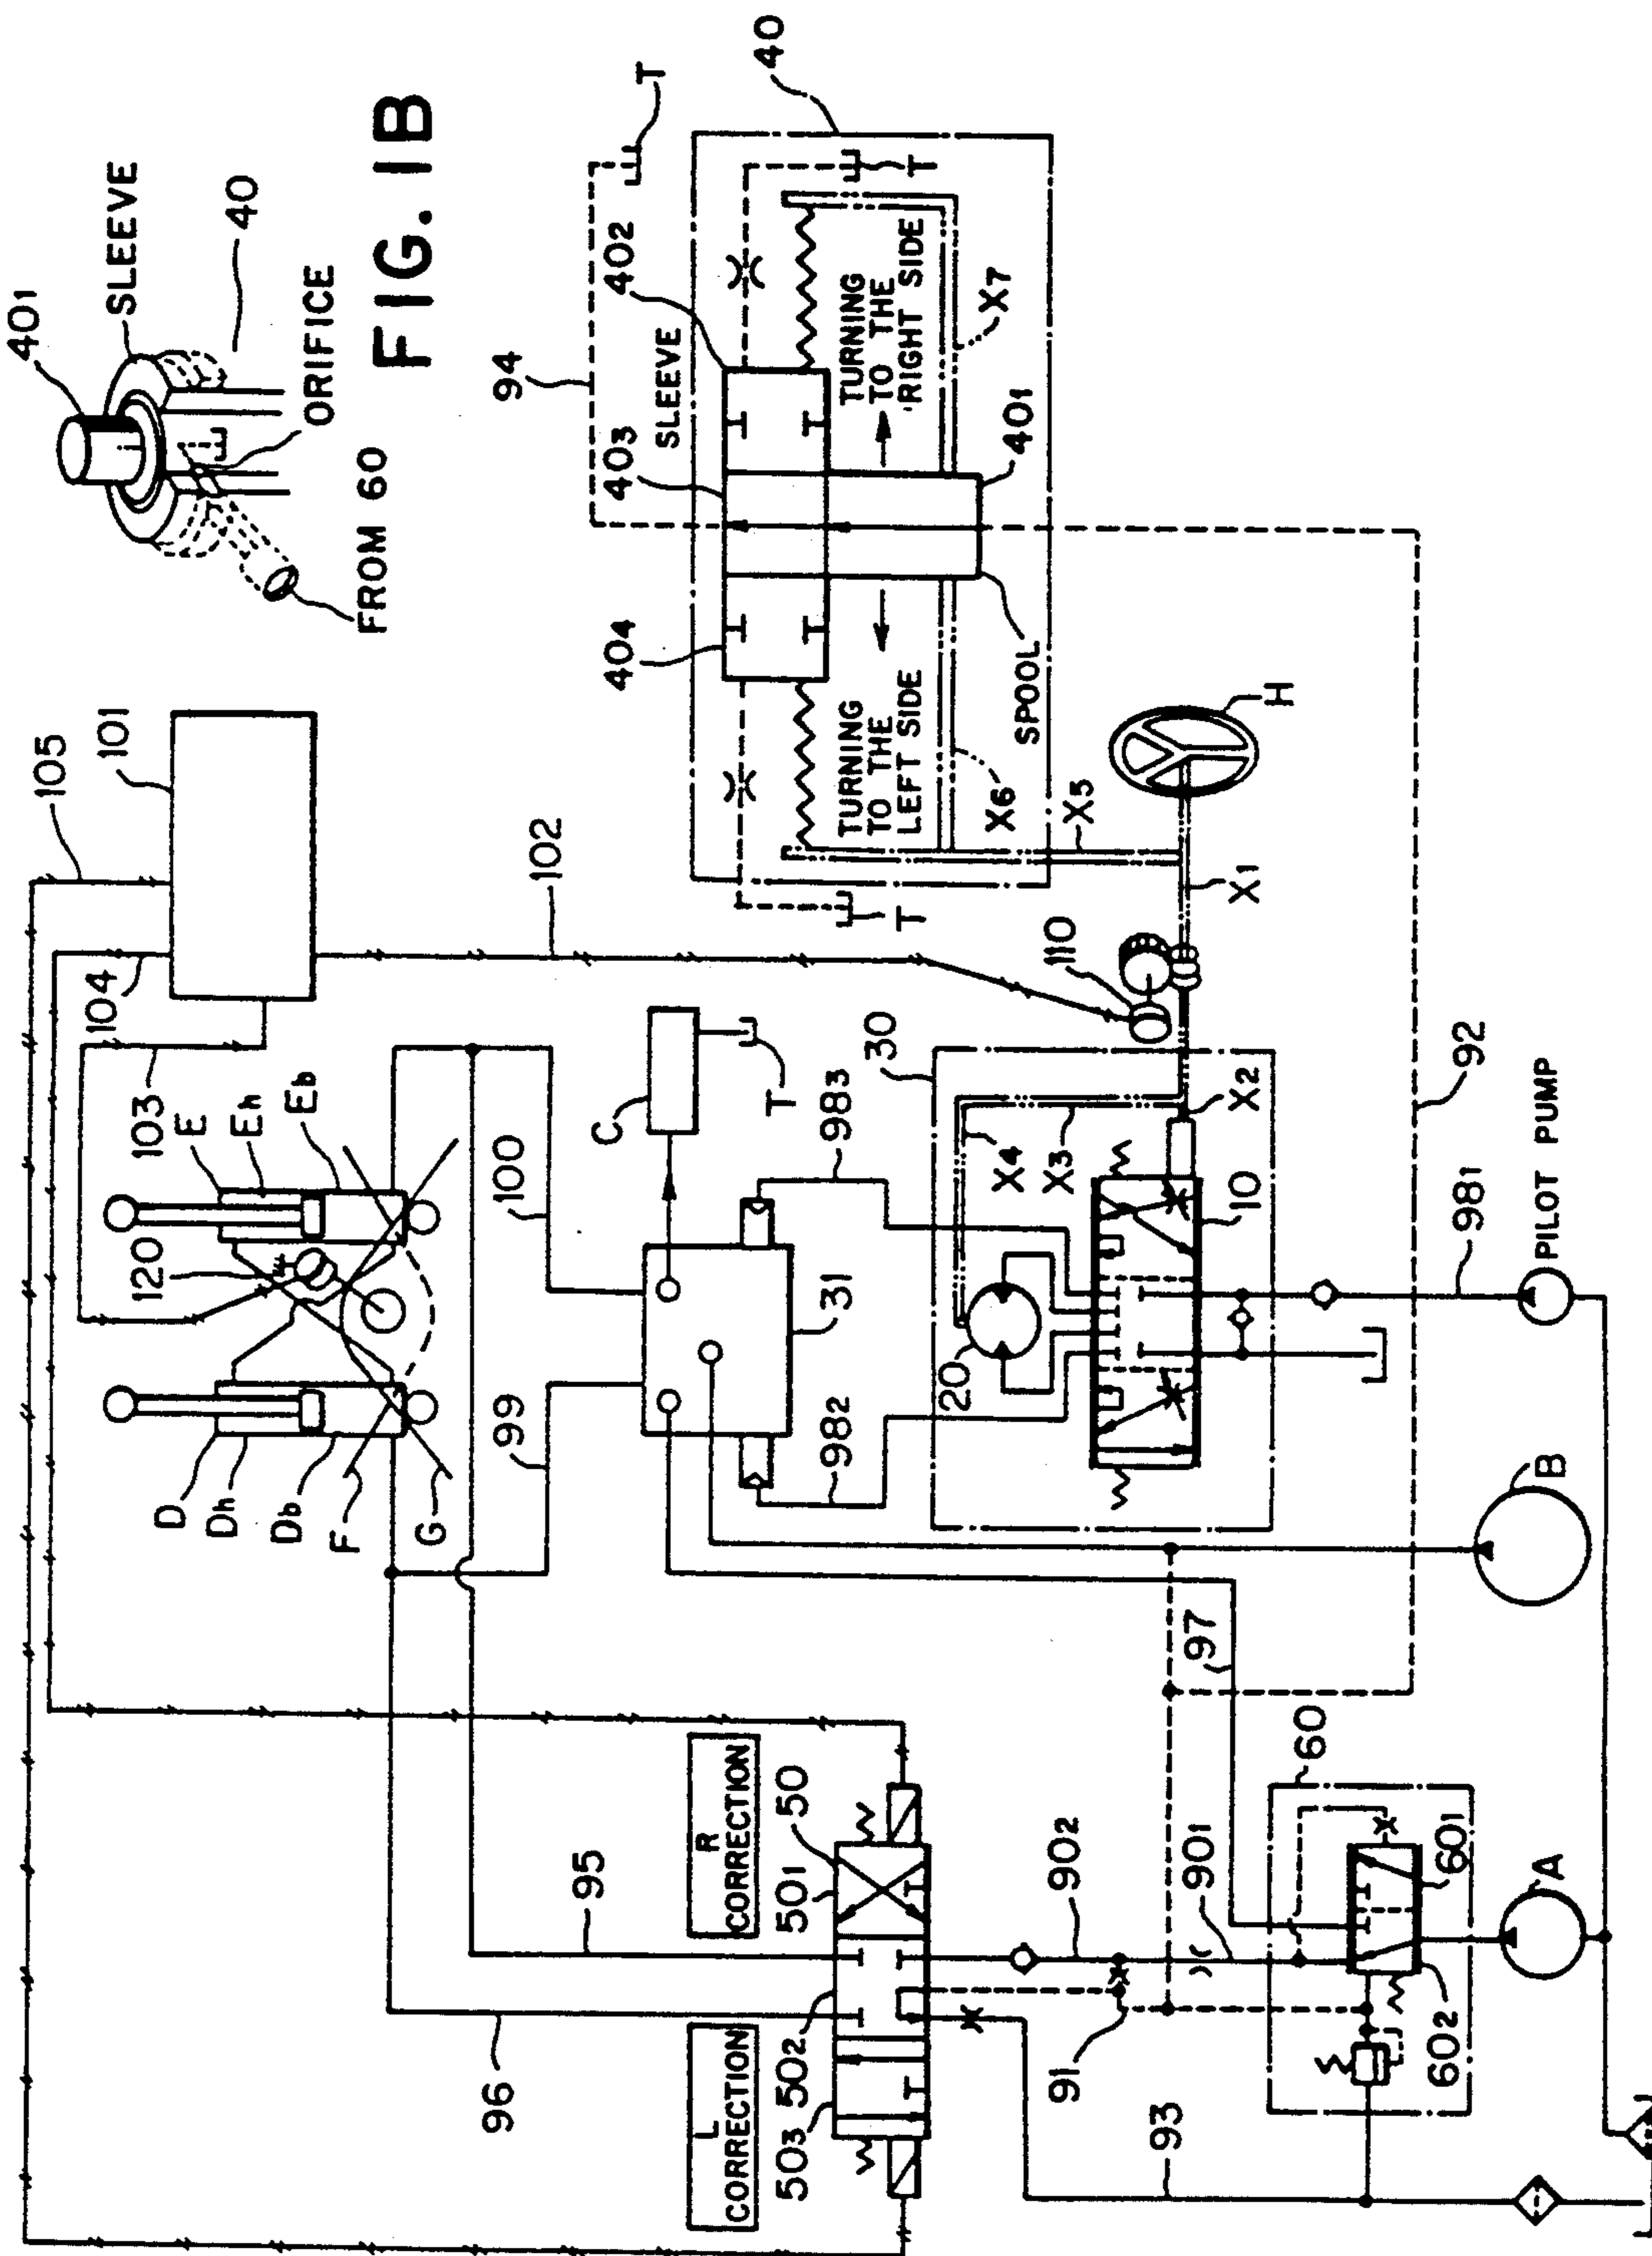 401
SLEEVE
40
ORIFICE
FROM 60
FIG. 1B
105
101
104
102
103
94
T
40
SLEEVE
402
403
404
T
TURNING
TO THE
RIGHT SIDE
X7
TURNING
TO THE
LEFT SIDE
X6
401
SPOOL
T
X5
H
X1
110
120
E
Eh
Eb
D
Dh
Db
F
G
100
99
C
T
31
983
982
30
X4
X3
X2
10
20
981
PILOT PUMP
92
B
97
R
CORRECTION
L
CORRECTION
95
96
50
501
502
503
902
901
91
93
60
601
602
A